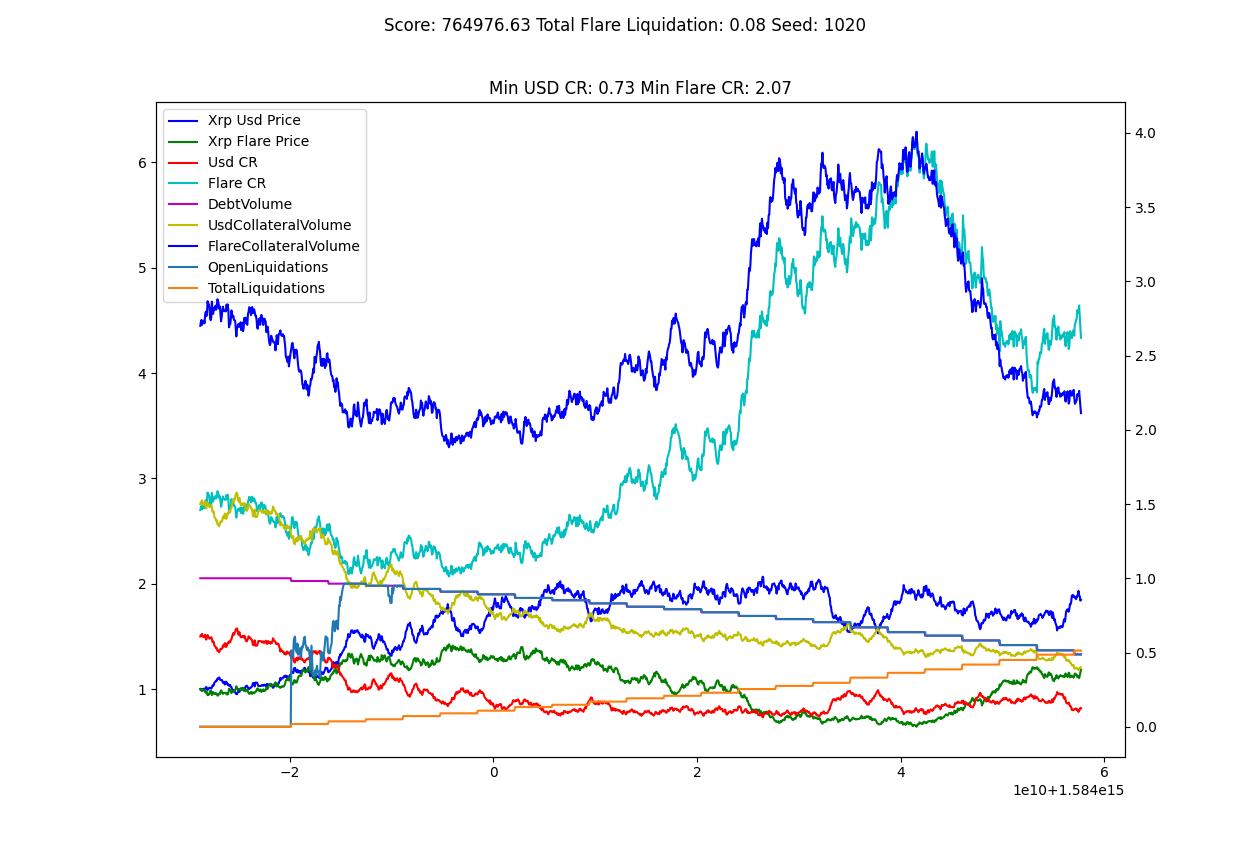 Score: 764976.63 Total Flare Liquidation: 0.08 Seed: 1020
Min USD CR: 0.73 Min Flare CR: 2.07
Xrp Usd Price
Xrp Flare Price
Usd CR
Flare CR
DebtVolume
UsdCollateralVolume
FlareCollateralVolume
OpenLiquidations
TotalLiquidations
6
5
4
3
2
1
4.0
3.5
3.0
2.5
2.0
1.5
1.0
0.5
0.0
−2
0
2
4
6
1e10+1.584e15